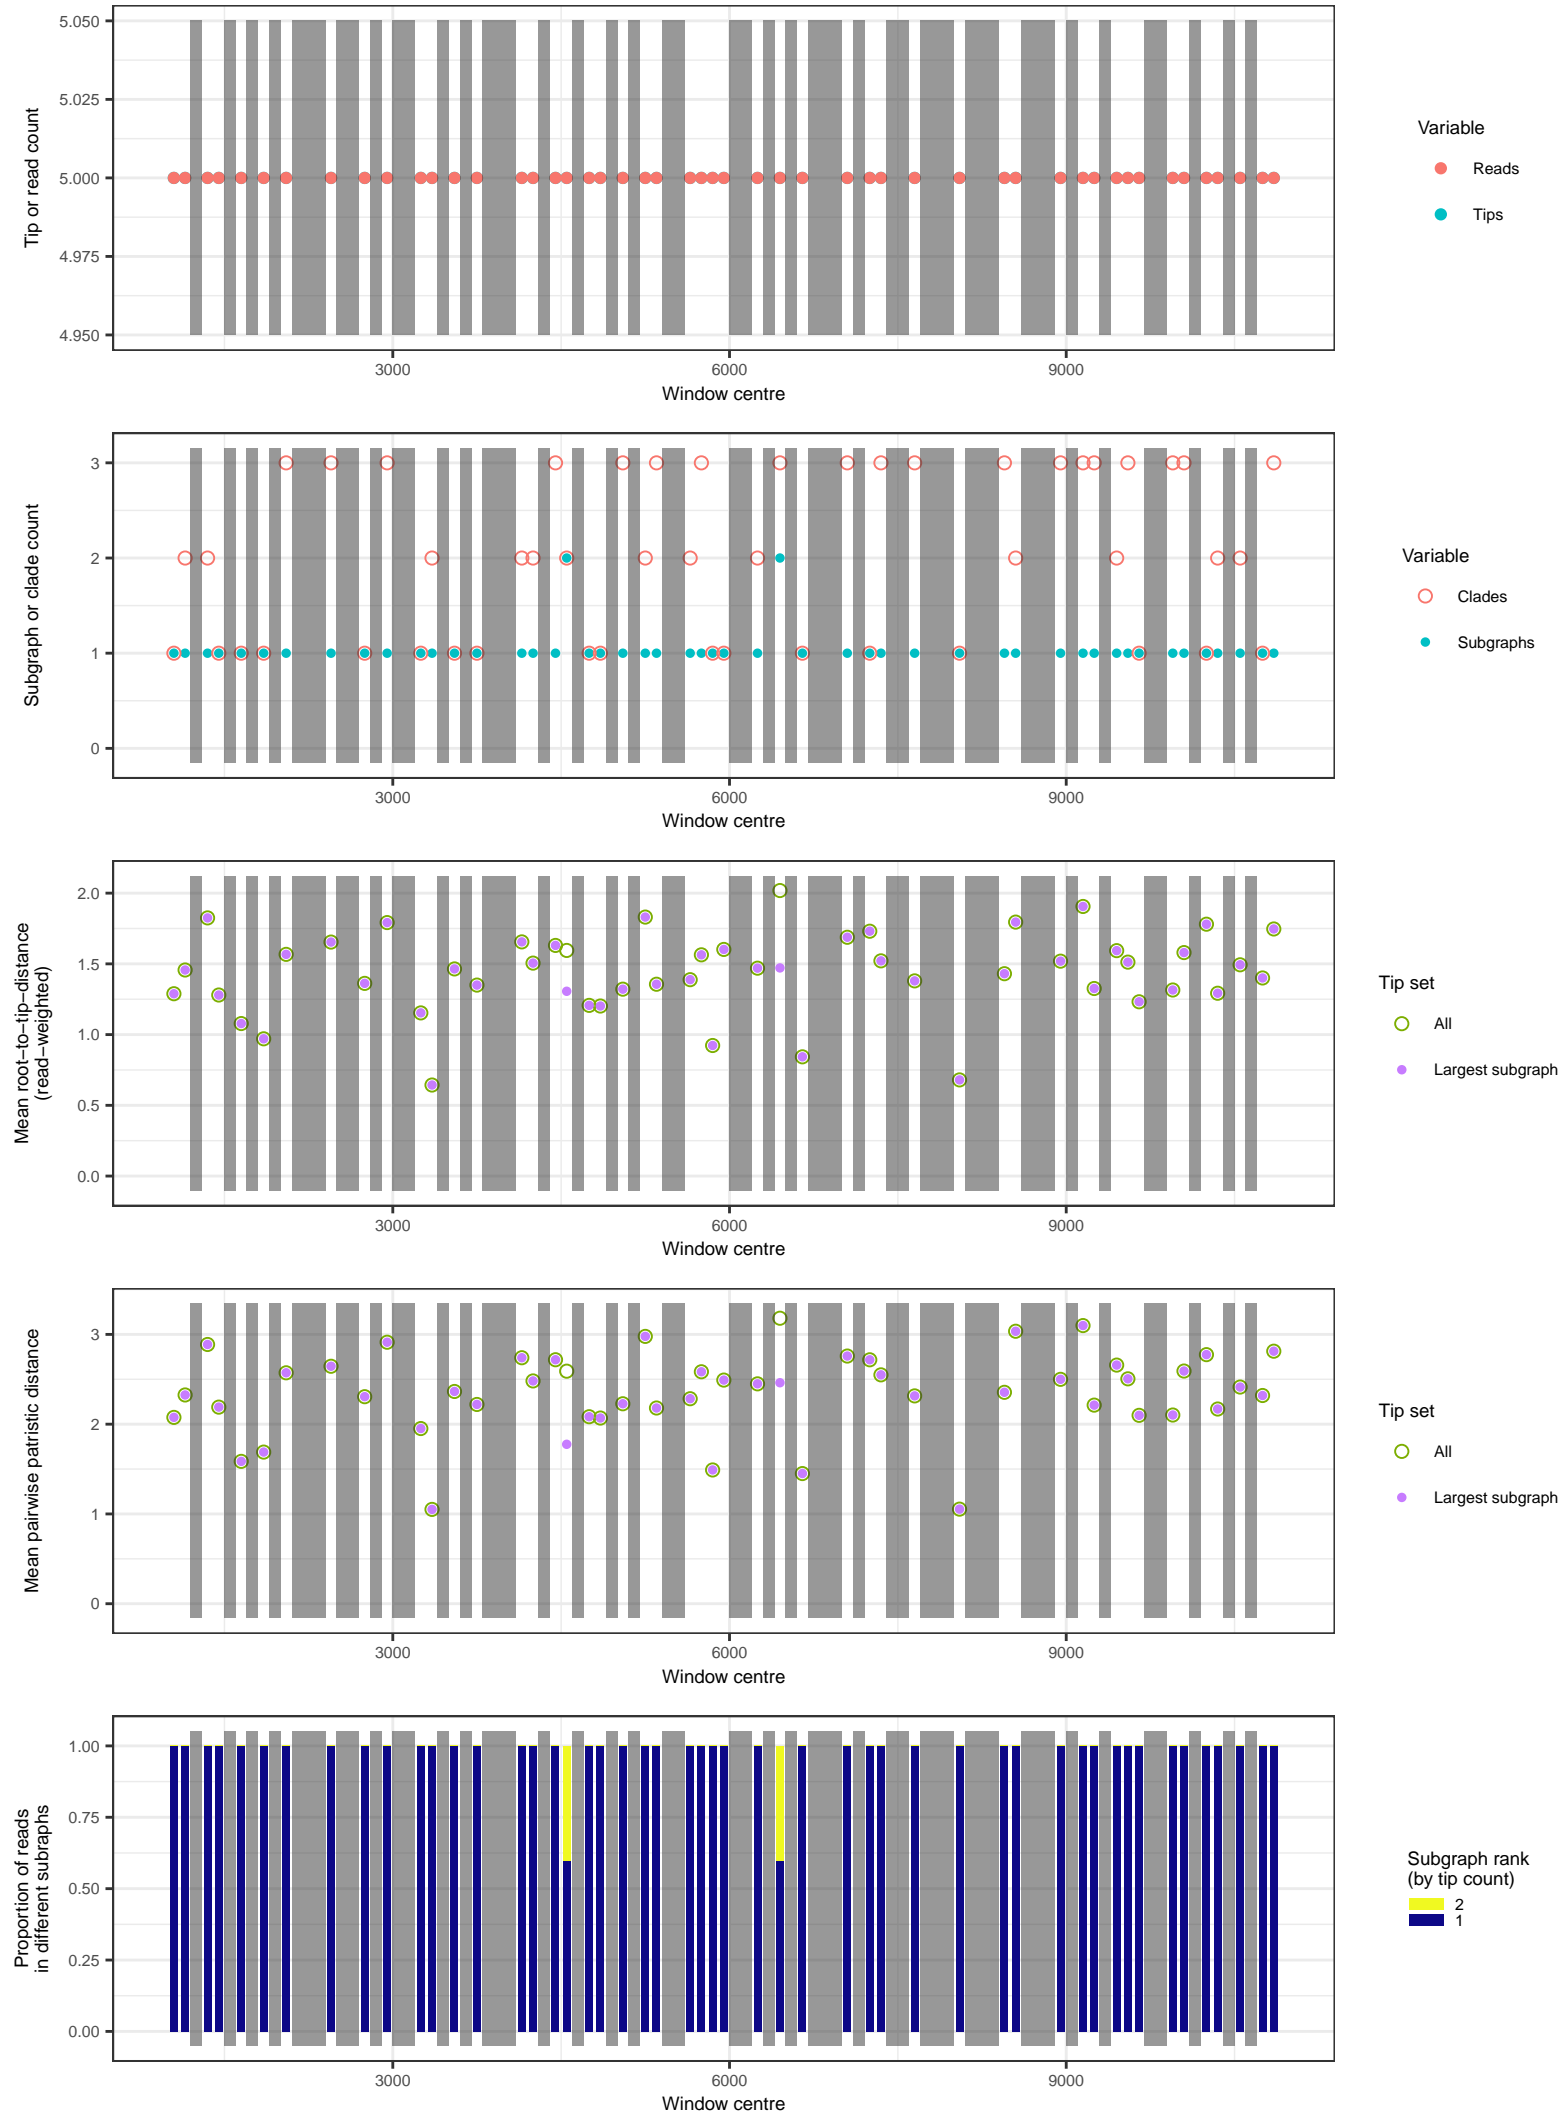 5.050
5.025
5.000
4.975
4.950
Tip or read count
3000 6000 9000
Window centre
Variable
Reads
Tips
3
2
1
0
Subgraph or clade count
3000 6000 9000
Window centre
Variable
Clades
Subgraphs
2.0
1.5
1.0
0.5
0.0
Mean root−to−tip−distance
(read−weighted)
3000 6000 9000
Window centre
Tip set
All
Largest subgraph
3
2
1
0
Mean pairwise patristic distance
3000 6000 9000
Window centre
Tip set
All
Largest subgraph
1.00
0.75
0.50
0.25
0.00
Proportion of reads
in different subraphs
3000 6000 9000
Window centre
Subgraph rank
(by tip count)
2
1